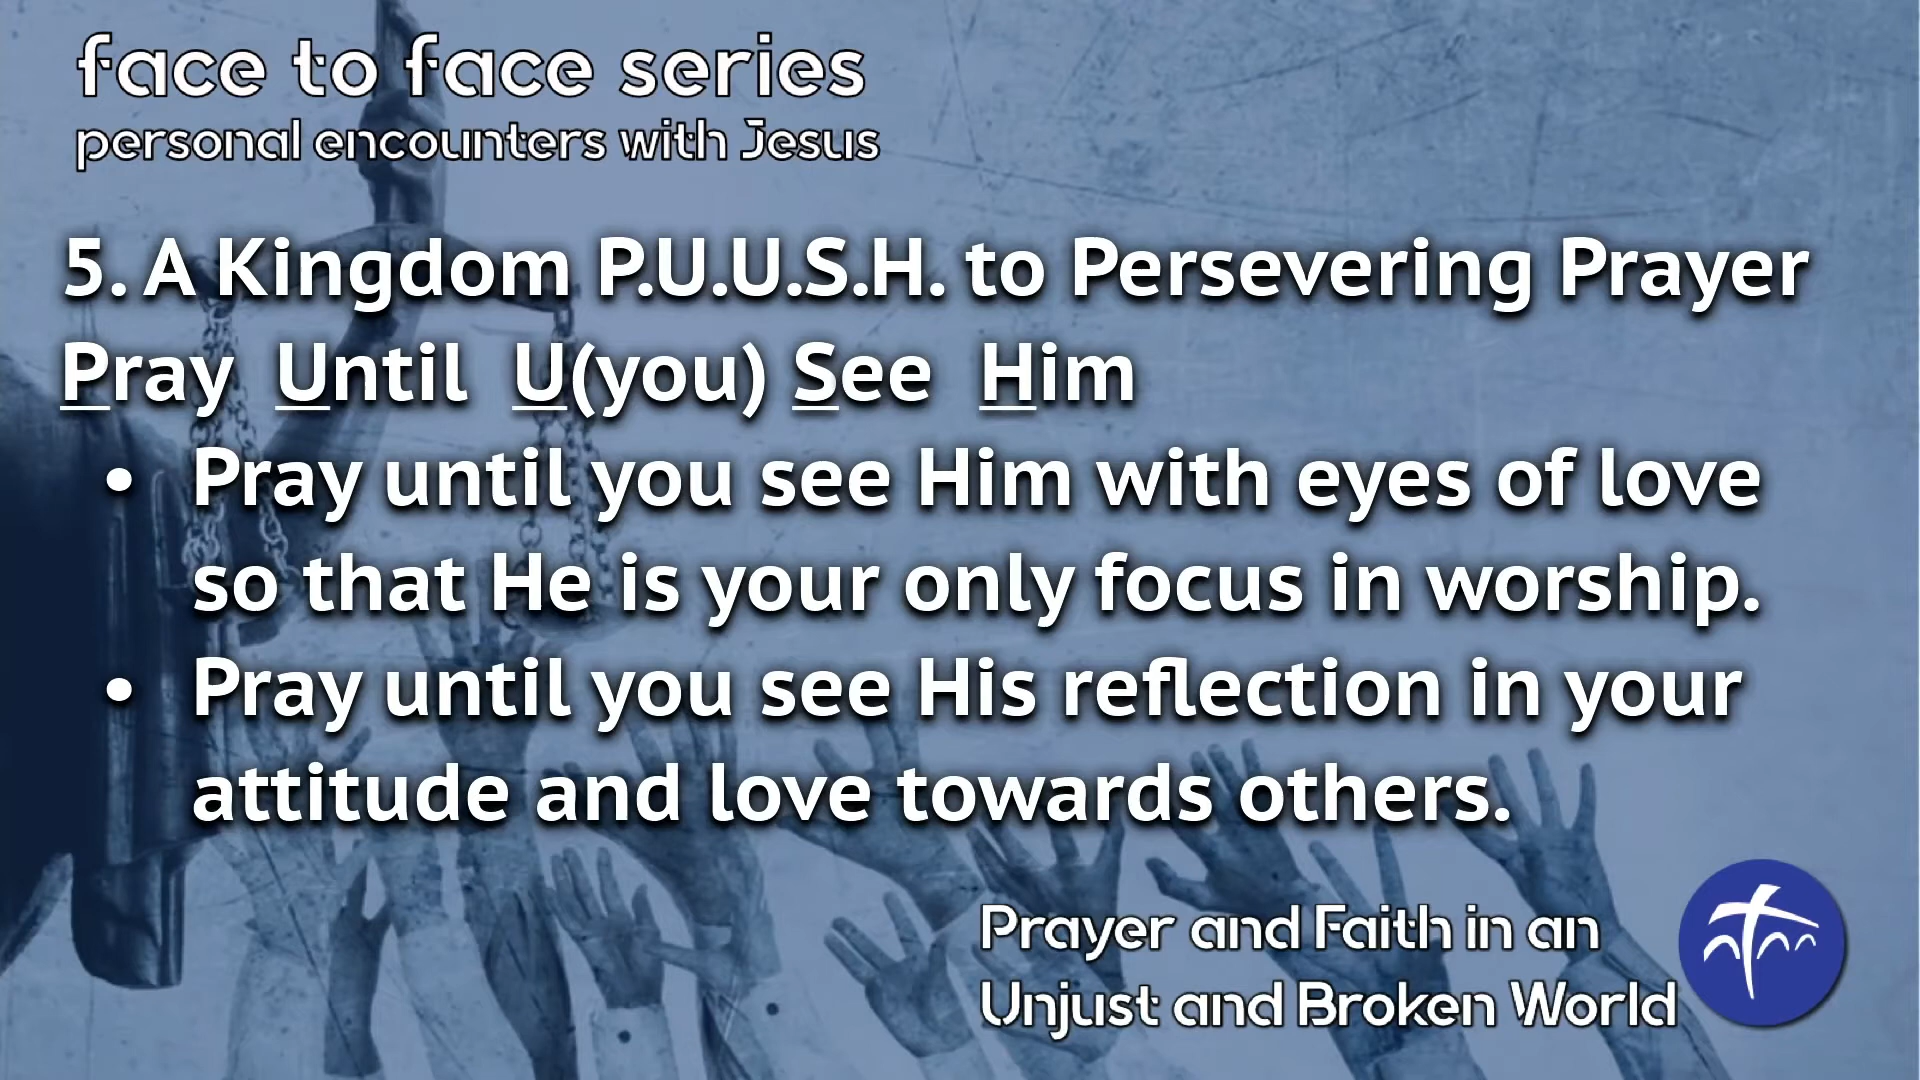 face to face series
personal encounters with Jesus
5. A Kingdom P.U.U.S.H. to Persevering Prayer
Pray Until U(you) See Him
• Pray until you see Him with eyes of love
so that He is your only focus in worship.
• Pray until you see His reflection in your
attitude and love towards others.
Prayer and Faith in an
Unjust and Broken World